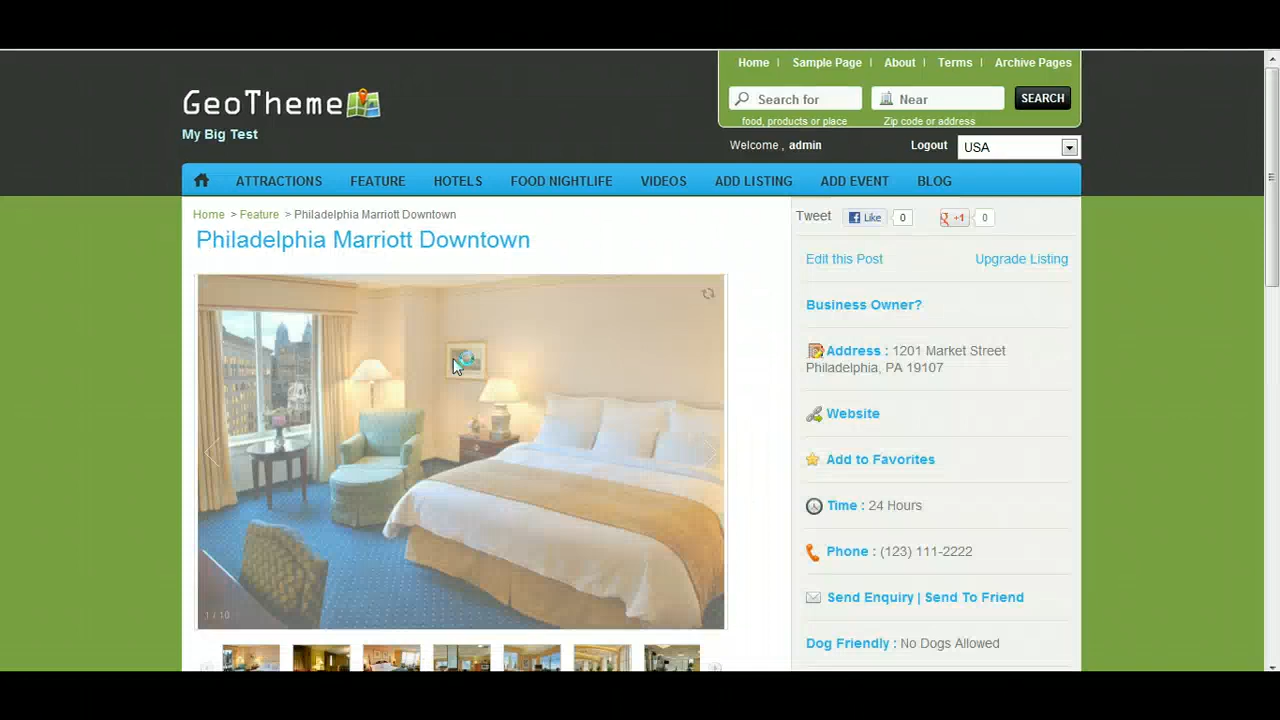 Home | Sample Page | About | Terms | Archive Pages
GeoTheme
My Big Test
Search for
Near
SEARCH
food, products or place
Zip code or address
Welcome , admin
Logout
USA
ATTRACTIONS FEATURE HOTELS FOOD NIGHTLIFE VIDEOS ADD LISTING ADD EVENT BLOG
Home > Feature > Philadelphia Marriott Downtown
Philadelphia Marriott Downtown
1 / 10
Tweet Like 0 +1 0
Edit this Post Upgrade Listing
Business Owner?
Address : 1201 Market Street
Philadelphia, PA 19107
Website
Add to Favorites
Time : 24 Hours
Phone : (123) 111-2222
Send Enquiry | Send To Friend
Dog Friendly : No Dogs Allowed